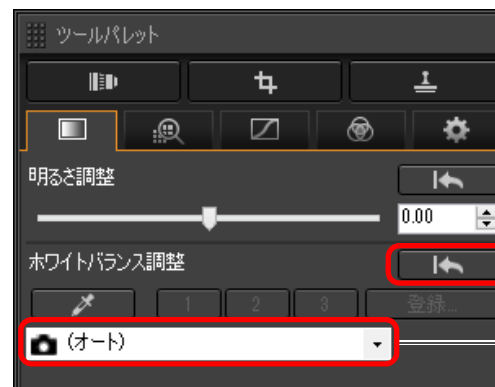 ツールパレット
明るさ調整
0.00
ホワイトバランス調整
1 2 3 登録...
(オート)